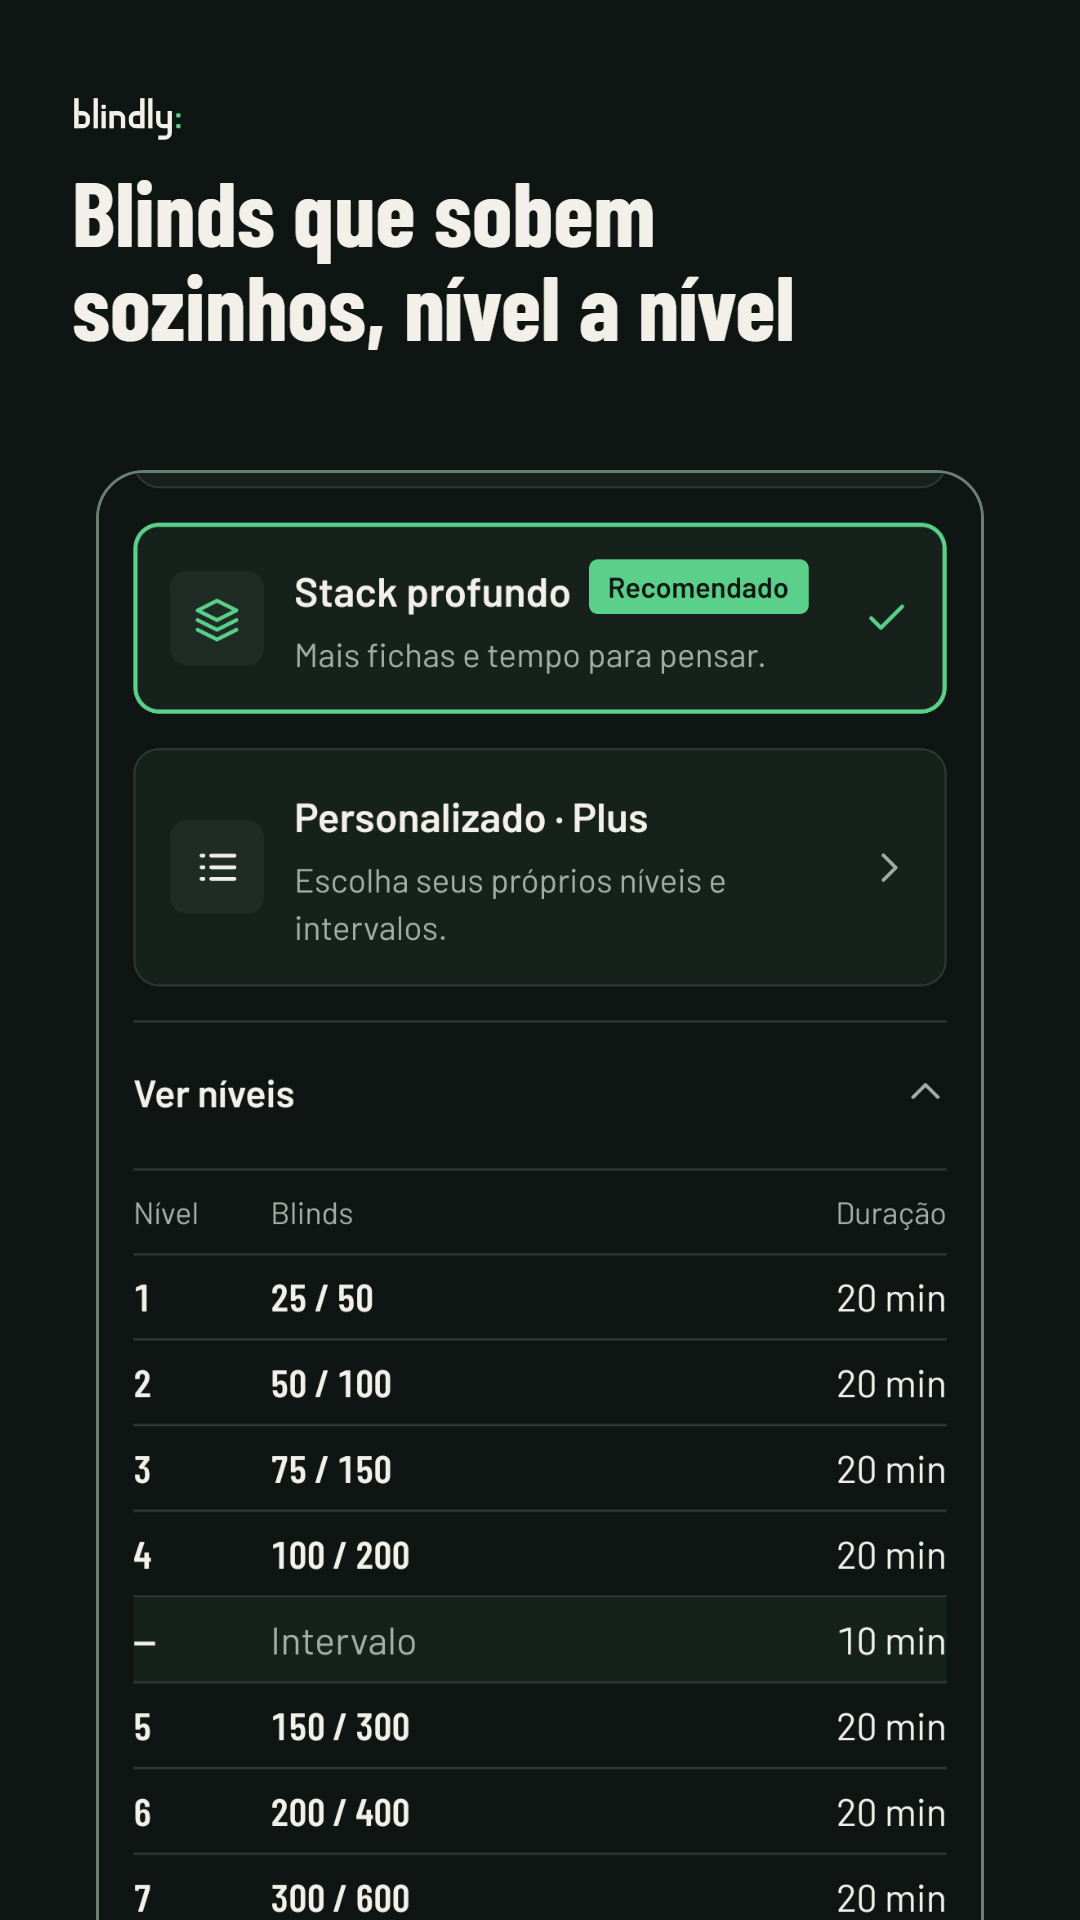 blindly:
Blinds que sobem
sozinhos, nível a nível
Stack profundo
Recomendado
Mais fichas e tempo para pensar.
Personalizado · Plus
Escolha seus próprios níveis e
intervalos.
Ver níveis
Nível Blinds Duração
1 25 / 50 20 min
2 50 / 100 20 min
3 75 / 150 20 min
4 100 / 200 20 min
– Intervalo 10 min
5 150 / 300 20 min
6 200 / 400 20 min
7 300 / 600 20 min